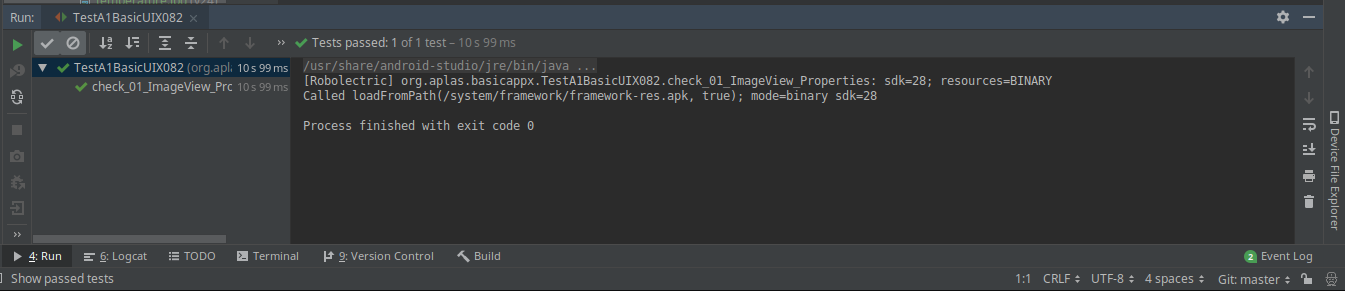 Run: TestA1BasicUIX082 ×
Tests passed: 1 of 1 test – 10 s 99 ms
TestA1BasicUIX082 (org.apl 10 s 99 ms
check_01_ImageView_Prc 10 s 99 ms
/usr/share/android-studio/jre/bin/java ...
[Robolectric] org.aplas.basicappx.TestA1BasicUIX082.check_01_ImageView_Properties: sdk=28; resources=BINARY
Called loadFromPath(/system/framework/framework-res.apk, true); mode=binary sdk=28
Process finished with exit code 0
Device File Explorer
4: Run 6: Logcat TODO Terminal 9: Version Control Build 2 Event Log
Show passed tests 1:1 CRLF UTF-8 4 spaces Git: master